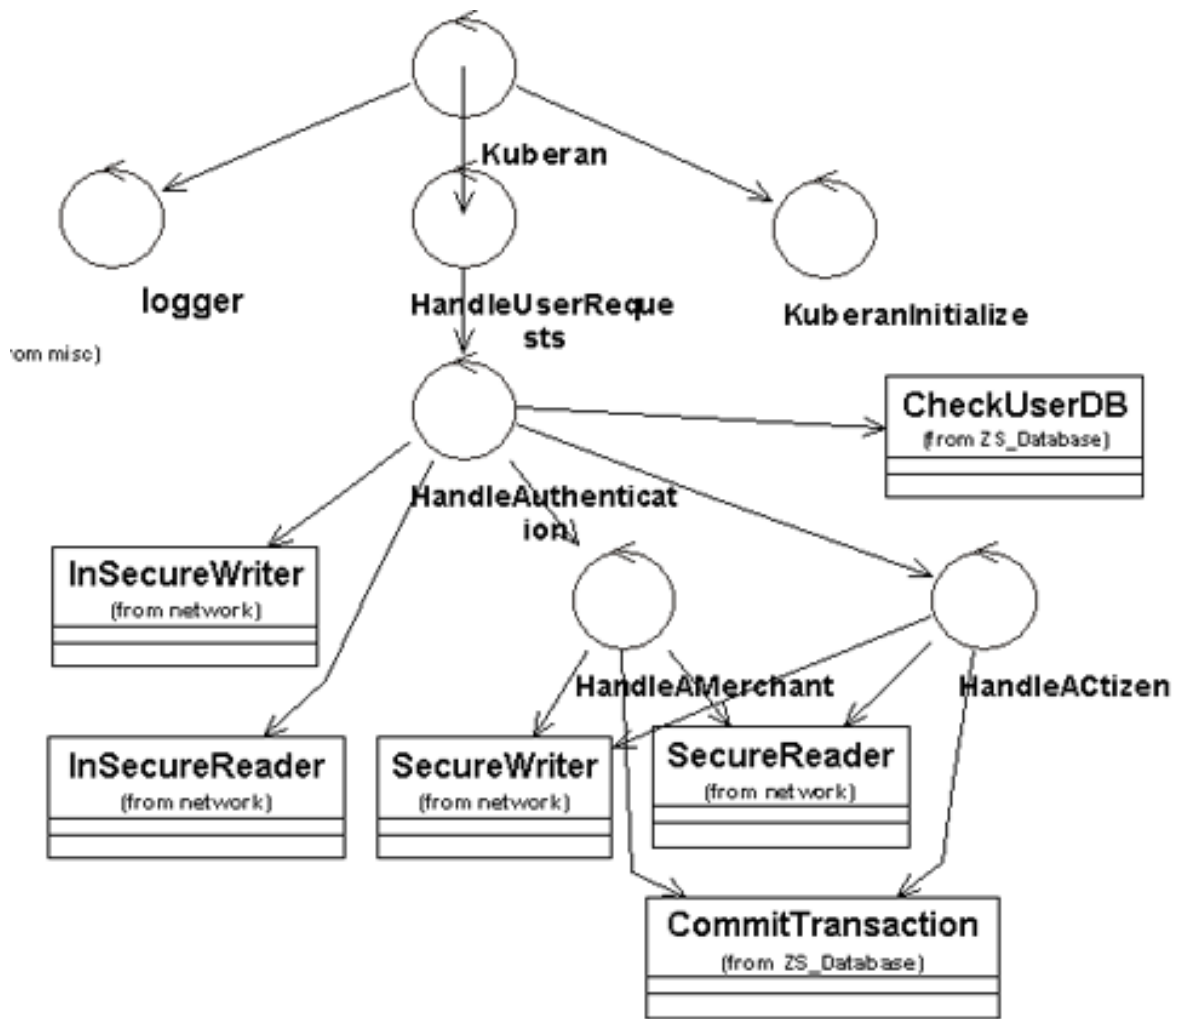 Kuberan
logger
HandleUserReque
sts
KuberanInitialize
rom misc)
CheckUserDB
(from ZS_Database)
HandleAuthenticat
ion
InSecureWriter
(from network)
HandleAMerchant
HandleACtizen
InSecureReader
(from network)
SecureWriter
(from network)
SecureReader
(from network)
CommitTransaction
(from ZS_Database)